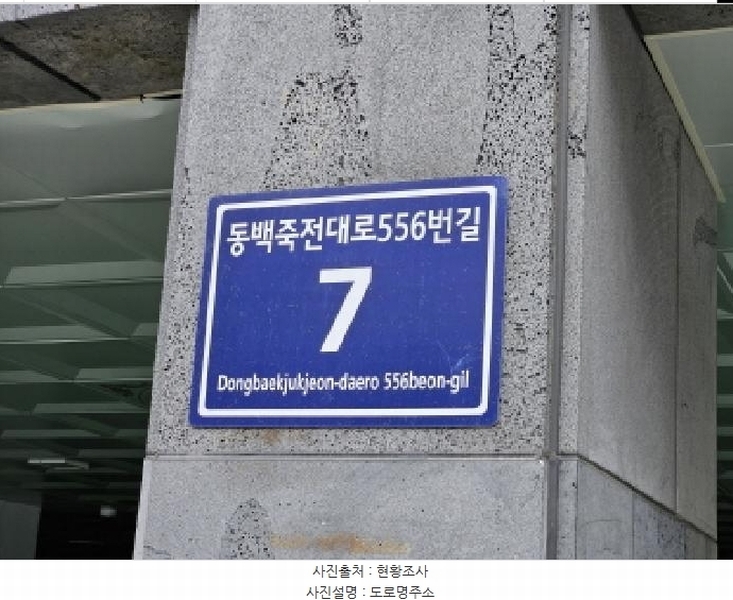 동백죽전대로556번길
7
Dongbaekjukjeon-daero 556beon-gil
사진출처 : 현황조사
사진설명 : 도로명주소